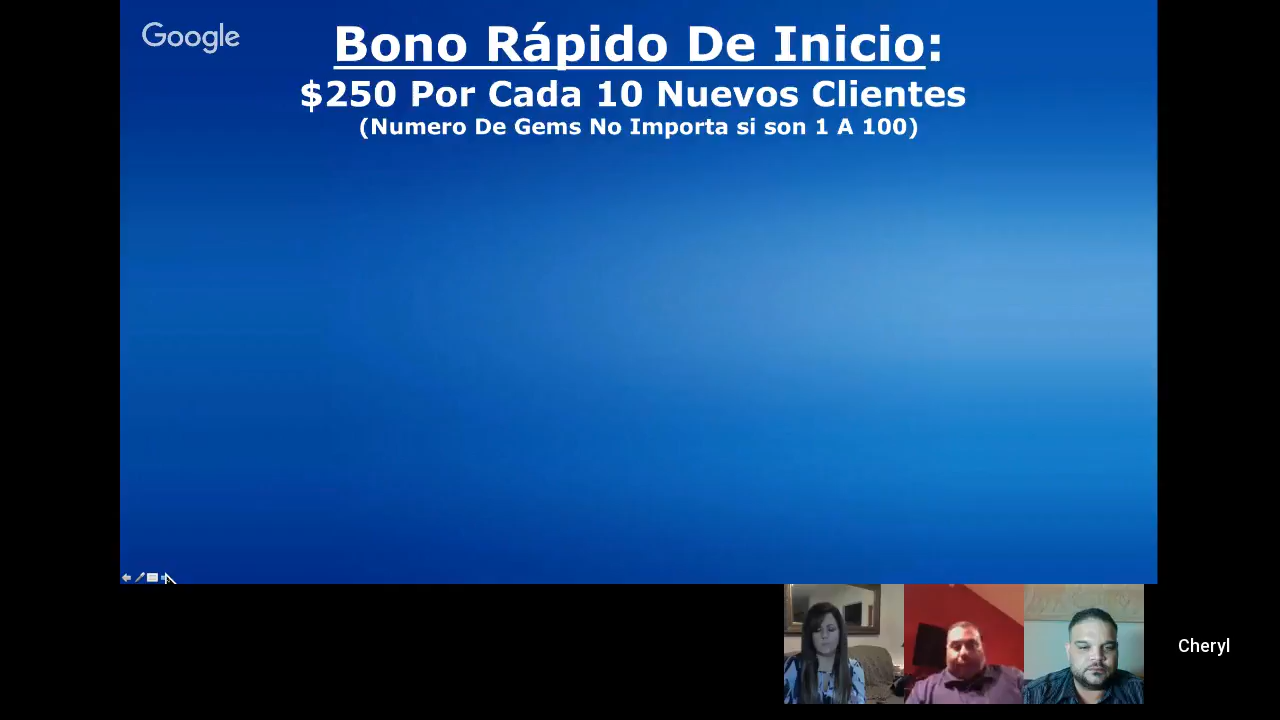 Google
Bono Rápido De Inicio:
$250 Por Cada 10 Nuevos Clientes
(Numero De Gems No Importa si son 1 A 100)
Cheryl